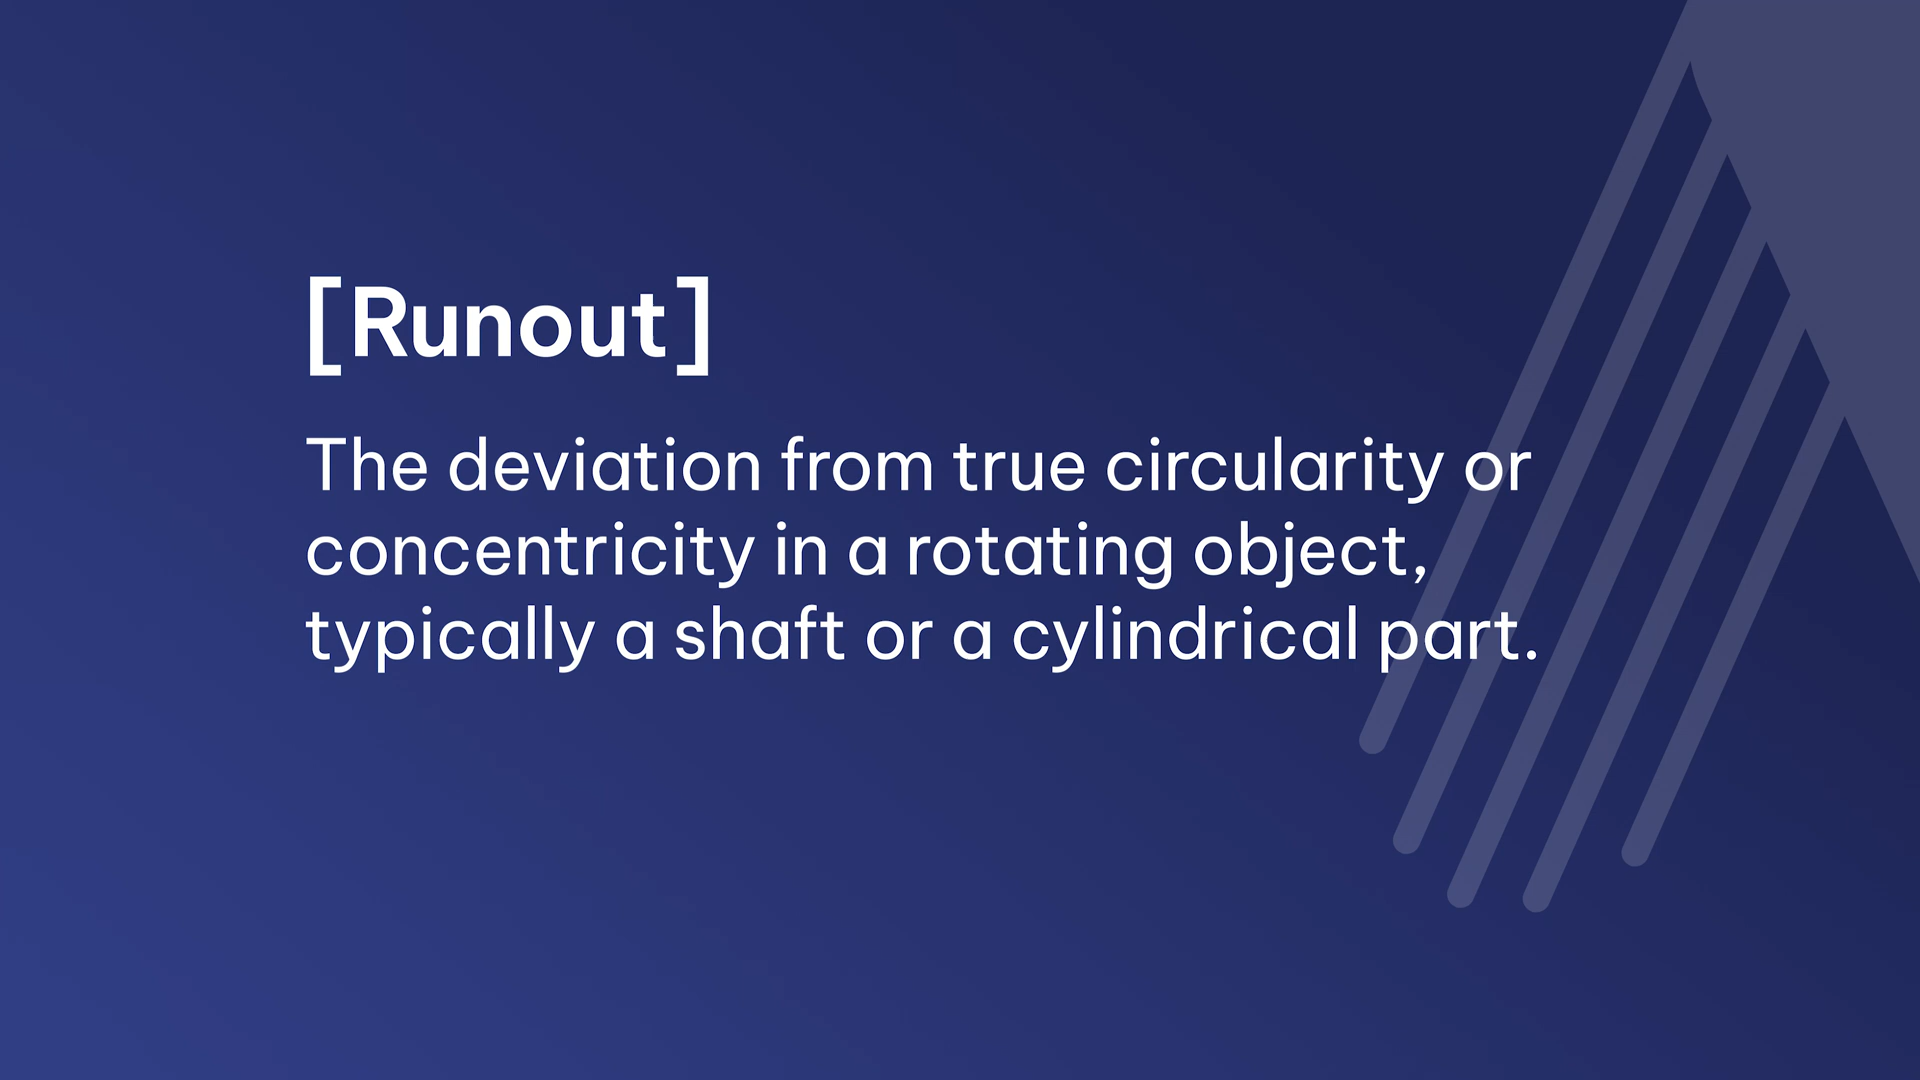 [Runout]
The deviation from true circularity or
concentricity in a rotating object,
typically a shaft or a cylindrical part.